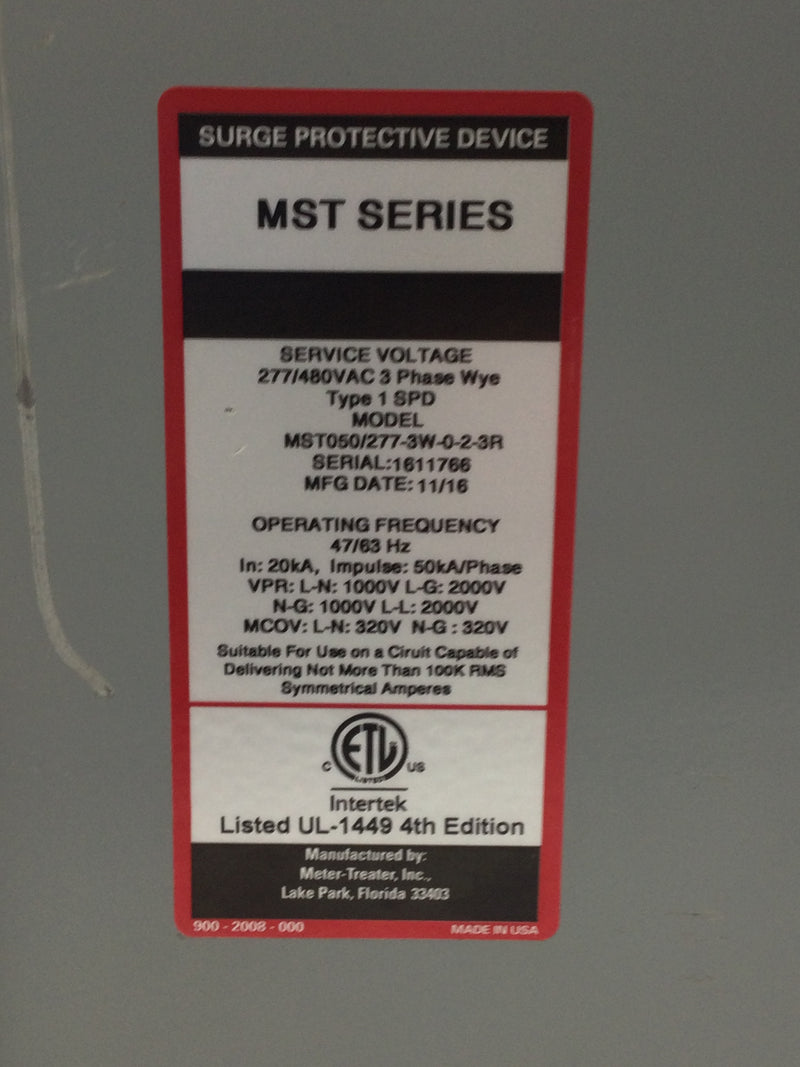 SURGE PROTECTIVE DEVICE
MST SERIES
SERVICE VOLTAGE
277/480VAC 3 Phase Wye
Type 1 SPD
MODEL
MST050/277-3W-0-2-3R
SERIAL:1611766
MFG DATE: 11/16
OPERATING FREQUENCY
47/63 Hz
In: 20kA, Impulse: 50kA/Phase
VPR: L-N: 1000V L-G: 2000V
N-G: 1000V L-L: 2000V
MCOV: L-N: 320V N-G : 320V
Suitable For Use on a Ciruit Capable of
Delivering Not More Than 100K RMS
Symmetrical Amperes
ETL
LISTED
C US
Intertek
Listed UL-1449 4th Edition
Manufactured by:
Meter-Treater, Inc.,
Lake Park, Florida 33403
900 - 2008 - 000 MADE IN USA